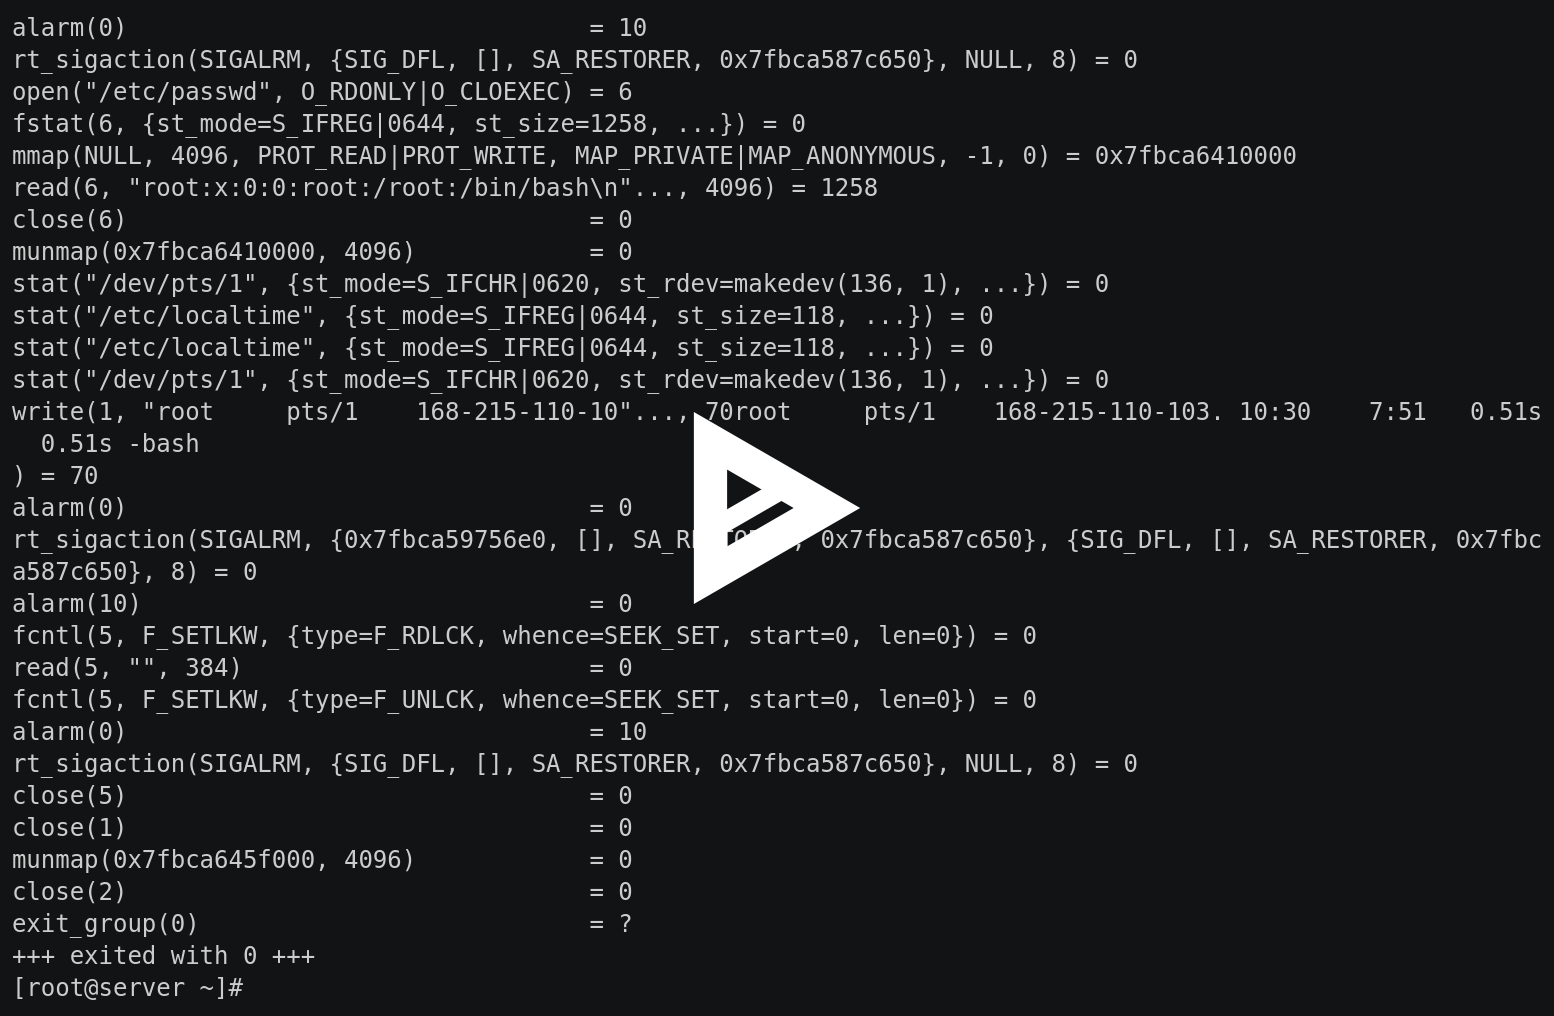 alarm(0)                                = 10
rt_sigaction(SIGALRM, {SIG_DFL, [], SA_RESTORER, 0x7fbca587c650}, NULL, 8) = 0
open("/etc/passwd", O_RDONLY|O_CLOEXEC) = 6
fstat(6, {st_mode=S_IFREG|0644, st_size=1258, ...}) = 0
mmap(NULL, 4096, PROT_READ|PROT_WRITE, MAP_PRIVATE|MAP_ANONYMOUS, -1, 0) = 0x7fbca6410000
read(6, "root:x:0:0:root:/root:/bin/bash\n"..., 4096) = 1258
close(6)                                = 0
munmap(0x7fbca6410000, 4096)            = 0
stat("/dev/pts/1", {st_mode=S_IFCHR|0620, st_rdev=makedev(136, 1), ...}) = 0
stat("/etc/localtime", {st_mode=S_IFREG|0644, st_size=118, ...}) = 0
stat("/etc/localtime", {st_mode=S_IFREG|0644, st_size=118, ...}) = 0
stat("/dev/pts/1", {st_mode=S_IFCHR|0620, st_rdev=makedev(136, 1), ...}) = 0
write(1, "root     pts/1    168-215-110-10"..., 70root     pts/1    168-215-110-103. 10:30    7:51   0.51s
  0.51s -bash
) = 70
alarm(0)                                = 0
rt_sigaction(SIGALRM, {0x7fbca59756e0, [], 0x7fbca587c650}, {SIG_DFL, [], SA_RESTORER, 0x7fbc
a587c650}, 8) = 0
alarm(10)                               = 0
fcntl(5, F_SETLKW, {type=F_RDLCK, whence=SEEK_SET, start=0, len=0}) = 0
read(5, "", 384)                        = 0
fcntl(5, F_SETLKW, {type=F_UNLCK, whence=SEEK_SET, start=0, len=0}) = 0
alarm(0)                                = 10
rt_sigaction(SIGALRM, {SIG_DFL, [], SA_RESTORER, 0x7fbca587c650}, NULL, 8) = 0
close(5)                                = 0
close(1)                                = 0
munmap(0x7fbca645f000, 4096)            = 0
close(2)                                = 0
exit_group(0)                           = ?
+++ exited with 0 +++
[root@server ~]#